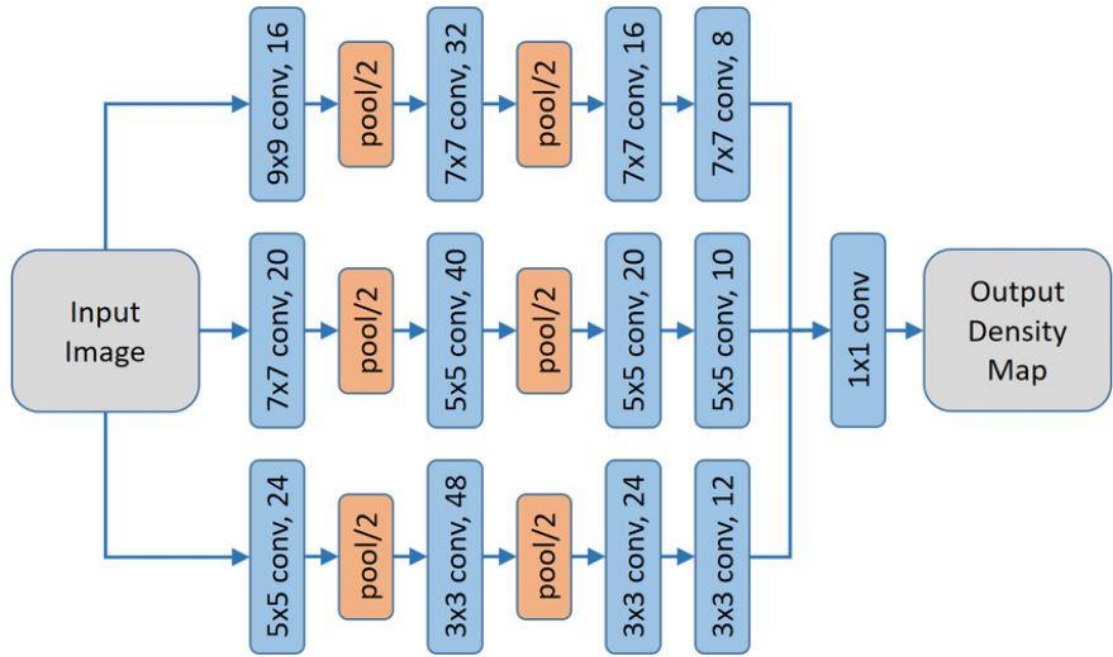 9x9 conv, 16
pool/2
7x7 conv, 32
pool/2
7x7 conv, 16
7x7 conv, 8
Input
Image
7x7 conv, 20
pool/2
5x5 conv, 40
pool/2
5x5 conv, 20
5x5 conv, 10
1x1 conv
Output
Density
Map
5x5 conv, 24
pool/2
3x3 conv, 48
pool/2
3x3 conv, 24
3x3 conv, 12